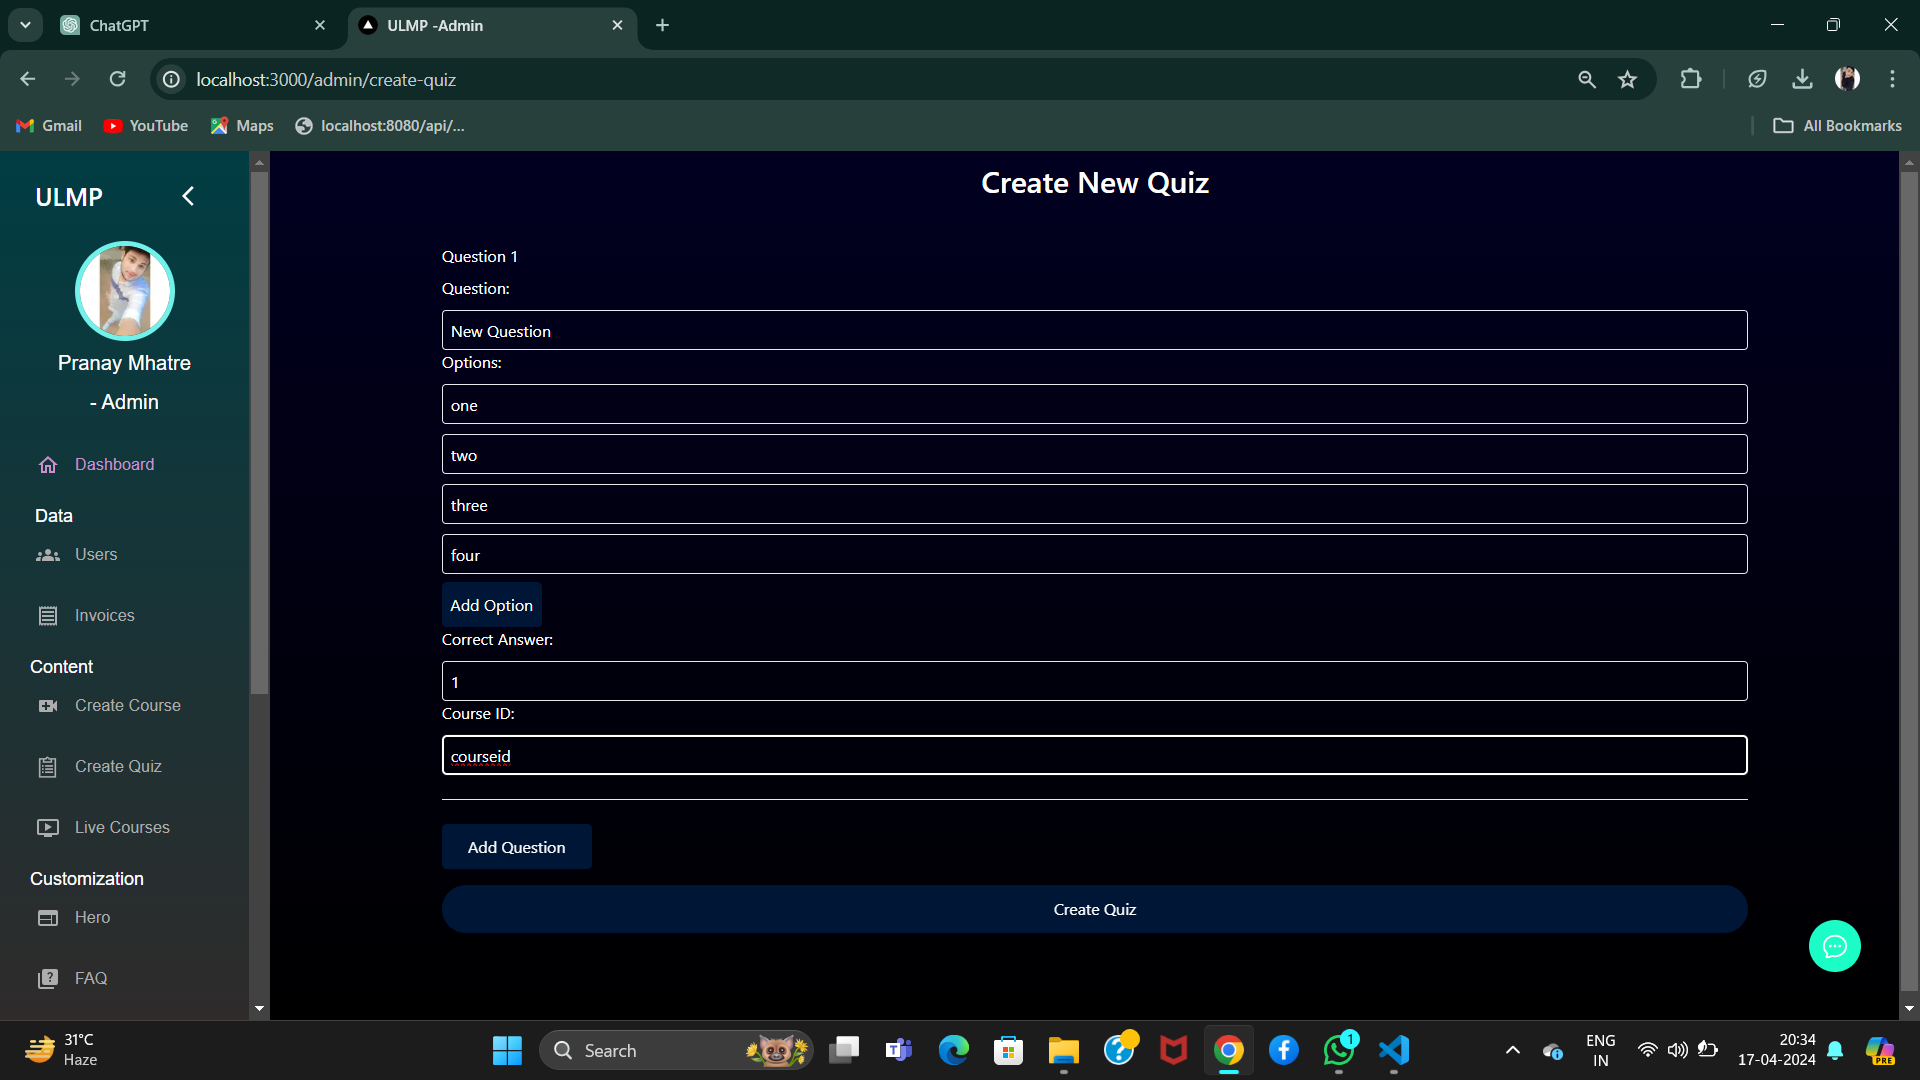 ChatGPT
ULMP -Admin
localhost:3000/admin/create-quiz
Gmail
YouTube
Maps
localhost:8080/api/...
All Bookmarks
ULMP
Pranay Mhatre
- Admin
Dashboard
Data
Users
Invoices
Content
Create Course
Create Quiz
Live Courses
Customization
Hero
FAQ
Create New Quiz
Question 1
Question:
New Question
Options:
one
two
three
four
Add Option
Correct Answer:
1
Course ID:
courseid
Add Question
Create Quiz
31°C
Haze
Search
1
ENG
IN
20:34
17-04-2024
PRE